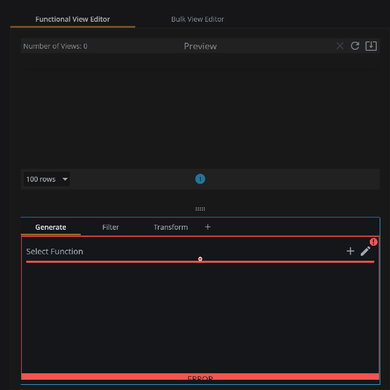 Functional View Editor Bulk View Editor
Number of Views: 0 Preview
100 rows
Generate Filter Transform +
Select Function
ERROR